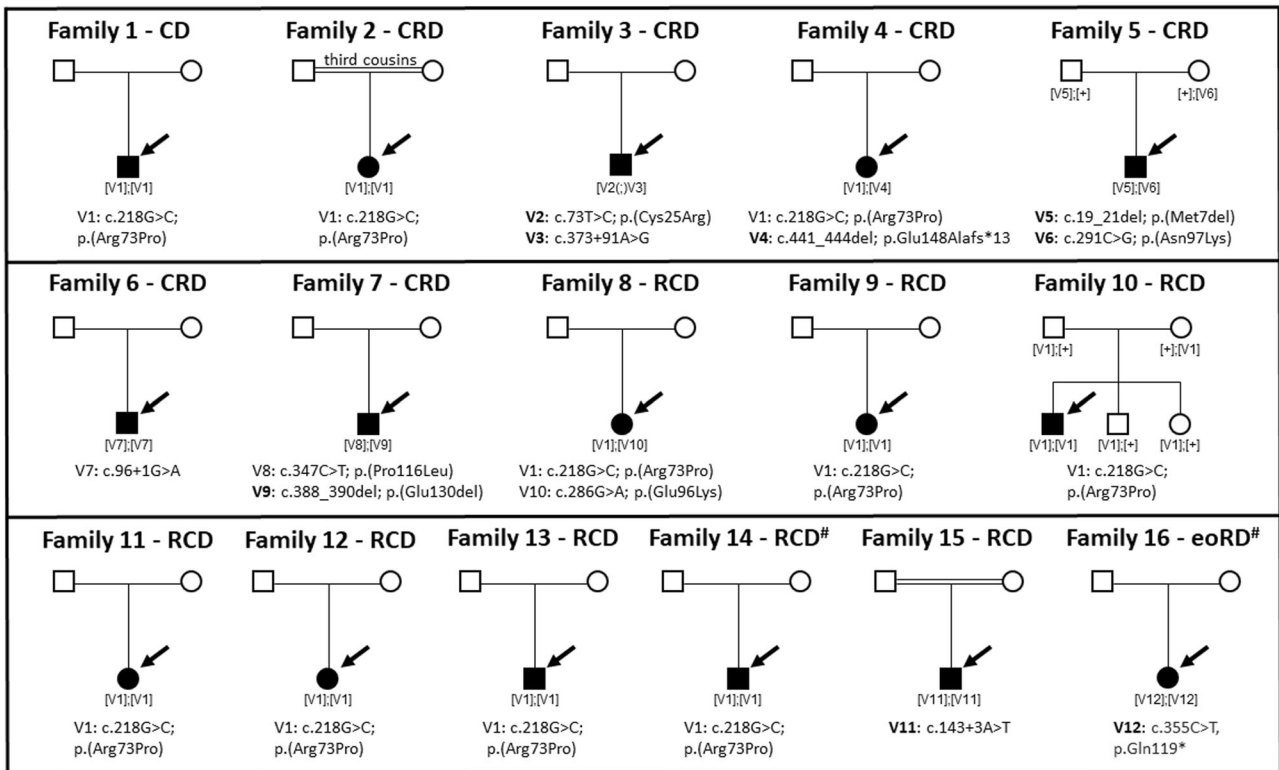 Family 1 - CD
[V1];[V1]
V1: c.218G>C;
p.(Arg73Pro)
Family 2 - CRD
third cousins
[V1];[V1]
V1: c.218G>C;
p.(Arg73Pro)
Family 3 - CRD
[V2(;)V3]
V2: c.73T>C; p.(Cys25Arg)
V3: c.373+91A>G
Family 4 - CRD
[V1];[V4]
V1: c.218G>C; p.(Arg73Pro)
V4: c.441_444del; p.Glu148Alafs*13
Family 5 - CRD
[V5];[+]
[+];[V6]
[V5];[V6]
V5: c.19_21del; p.(Met7del)
V6: c.291C>G; p.(Asn97Lys)
Family 6 - CRD
[V7];[V7]
V7: c.96+1G>A
Family 7 - CRD
[V8];[V9]
V8: c.347C>T; p.(Pro116Leu)
V9: c.388_390del; p.(Glu130del)
Family 8 - RCD
[V1];[V10]
V1: c.218G>C; p.(Arg73Pro)
V10: c.286G>A; p.(Glu96Lys)
Family 9 - RCD
[V1];[V1]
V1: c.218G>C;
p.(Arg73Pro)
Family 10 - RCD
[V1];[+]
[+];[V1]
[V1];[V1]
[V1];[+]
[V1];[+]
V1: c.218G>C;
p.(Arg73Pro)
Family 11 - RCD
[V1];[V1]
V1: c.218G>C;
p.(Arg73Pro)
Family 12 - RCD
[V1];[V1]
V1: c.218G>C;
p.(Arg73Pro)
Family 13 - RCD
[V1];[V1]
V1: c.218G>C;
p.(Arg73Pro)
Family 14 - RCD#
[V1];[V1]
V1: c.218G>C;
p.(Arg73Pro)
Family 15 - RCD
[V11];[V11]
V11: c.143+3A>T
Family 16 - eoRD#
[V12];[V12]
V12: c.355C>T,
p.Gln119*